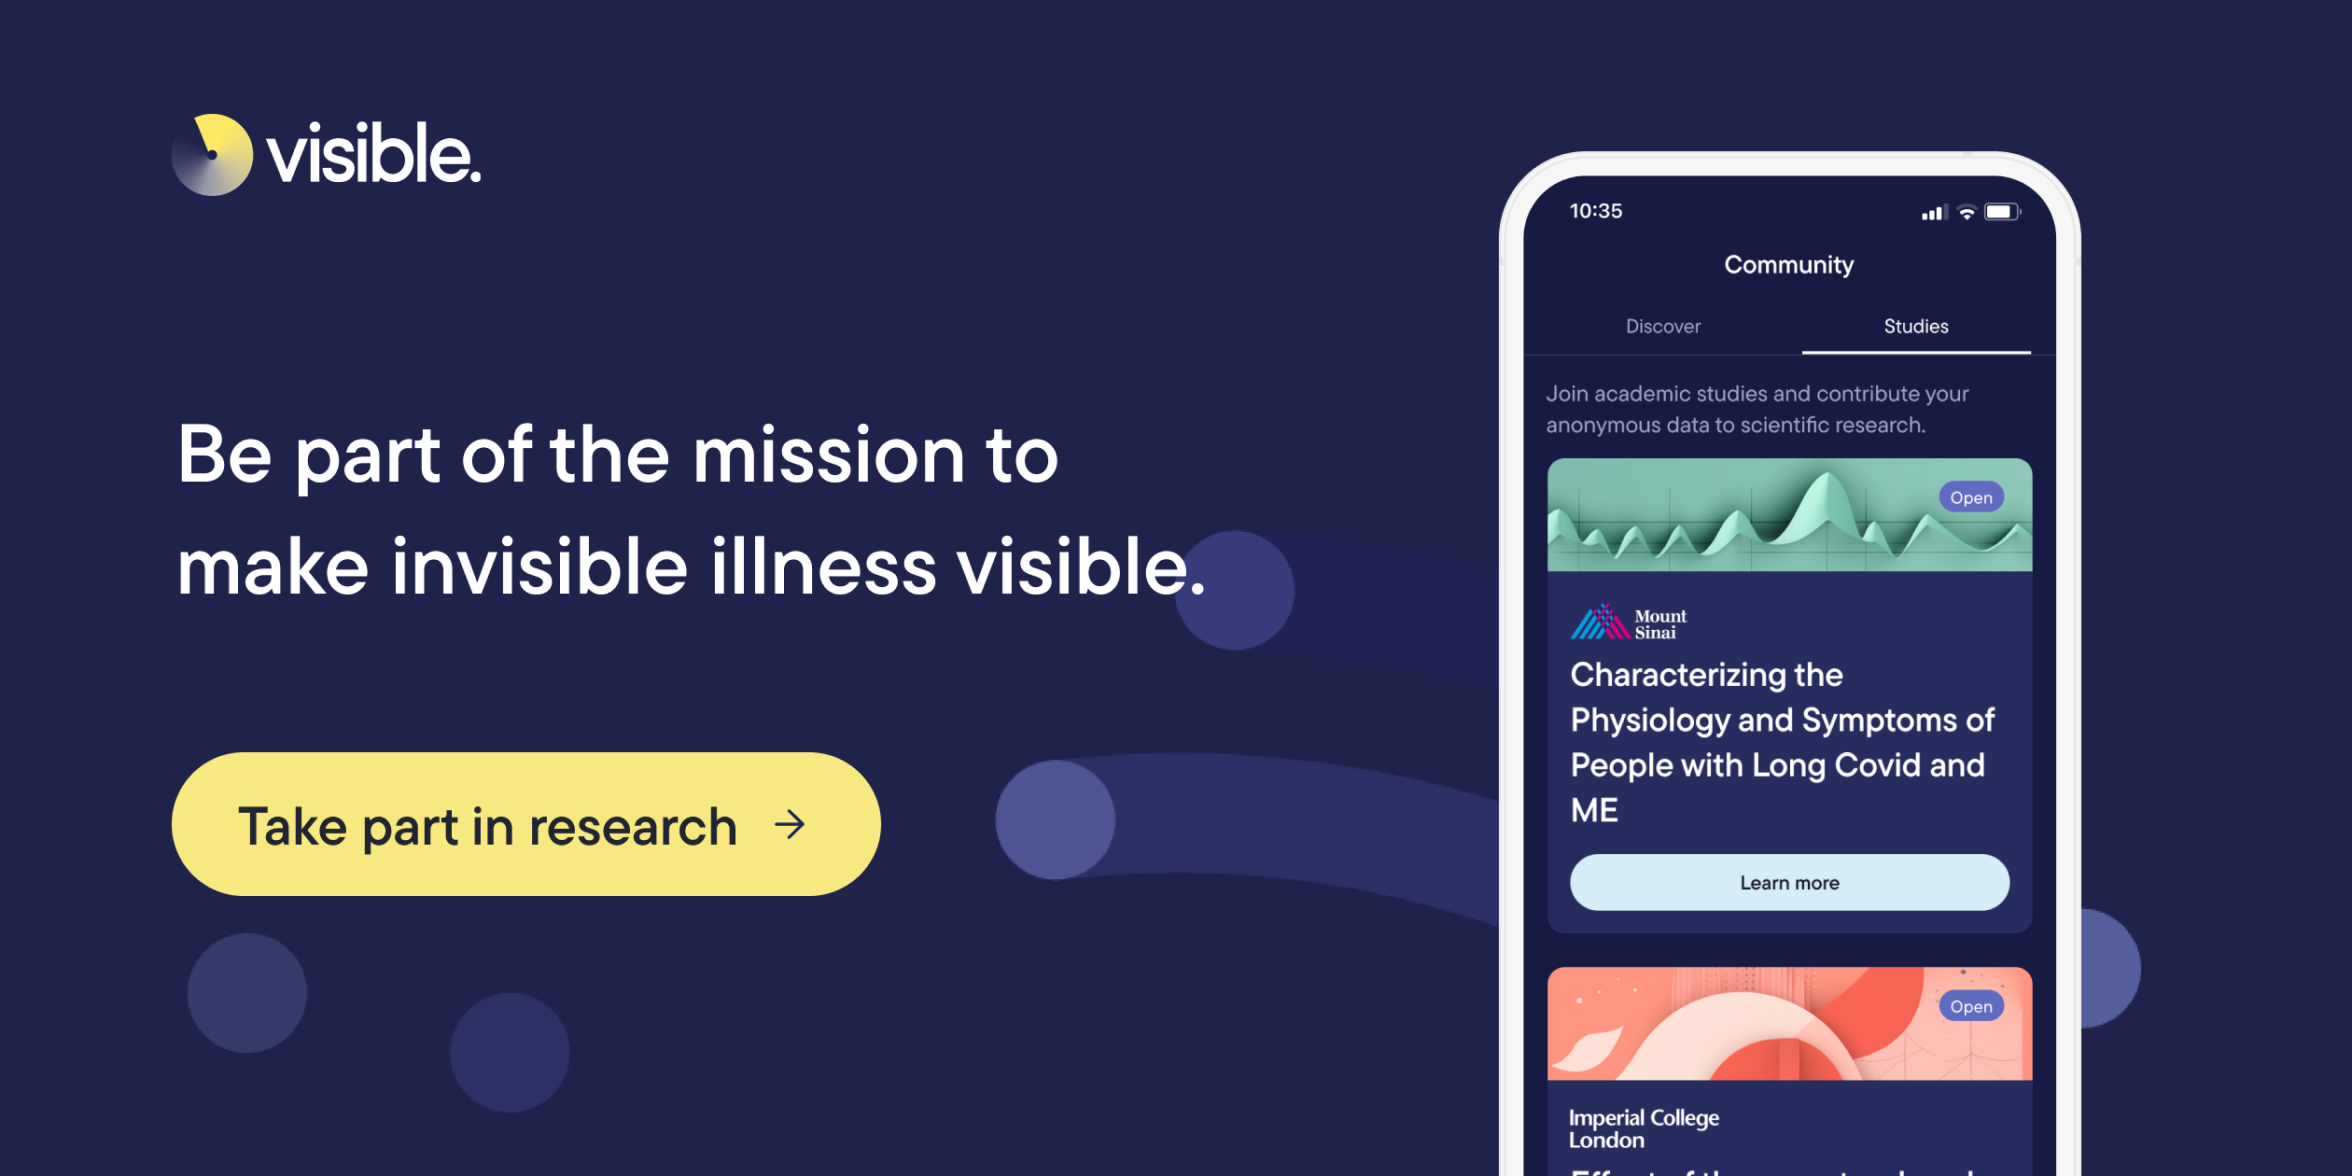 visible.
Be part of the mission to
make invisible illness visible.
Take part in research →
10:35
Community
Discover
Studies
Join academic studies and contribute your
anonymous data to scientific research.
Open
Mount
Sinai
Characterizing the
Physiology and Symptoms of
People with Long Covid and
ME
Learn more
Open
Imperial College
London